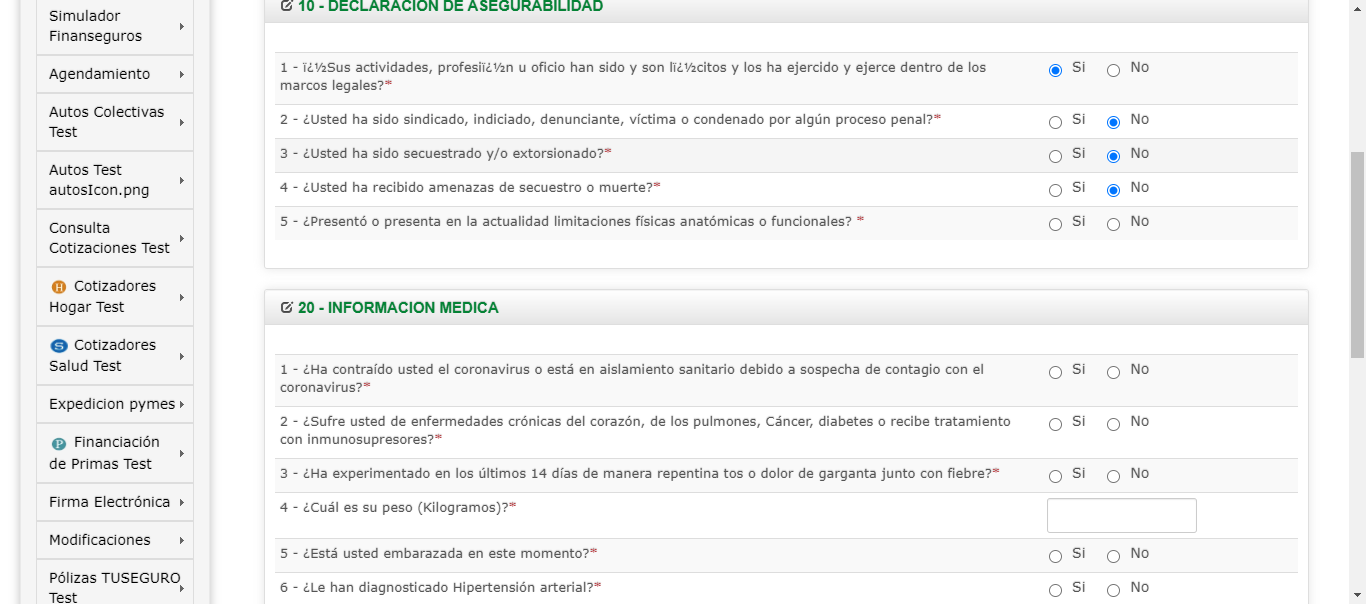 Simulador
Finanseguros
Agendamiento
Autos Colectivas
Test
Autos Test
autosIcon.png
Consulta
Cotizaciones Test
H Cotizadores
Hogar Test
S Cotizadores
Salud Test
Expedicion pymes
P Financiación
de Primas Test
Firma Electrónica
Modificaciones
Pólizas TUSEGURO
Test
10 - DECLARACION DE ASEGURABILIDAD
1 - ï¿½Sus actividades, profesiï¿½n u oficio han sido y son lï¿½citos y los ha ejercido y ejerce dentro de los
marcos legales?* Si No
2 - ¿Usted ha sido sindicado, indiciado, denunciante, víctima o condenado por algún proceso penal?* Si No
3 - ¿Usted ha sido secuestrado y/o extorsionado?* Si No
4 - ¿Usted ha recibido amenazas de secuestro o muerte?* Si No
5 - ¿Presentó o presenta en la actualidad limitaciones físicas anatómicas o funcionales? * Si No
20 - INFORMACION MEDICA
1 - ¿Ha contraído usted el coronavirus o está en aislamiento sanitario debido a sospecha de contagio con el
coronavirus?* Si No
2 - ¿Sufre usted de enfermedades crónicas del corazón, de los pulmones, Cáncer, diabetes o recibe tratamiento
con inmunosupresores?* Si No
3 - ¿Ha experimentado en los últimos 14 días de manera repentina tos o dolor de garganta junto con fiebre?* Si No
4 - ¿Cuál es su peso (Kilogramos)?*
5 - ¿Está usted embarazada en este momento?* Si No
6 - ¿Le han diagnosticado Hipertensión arterial?* Si No